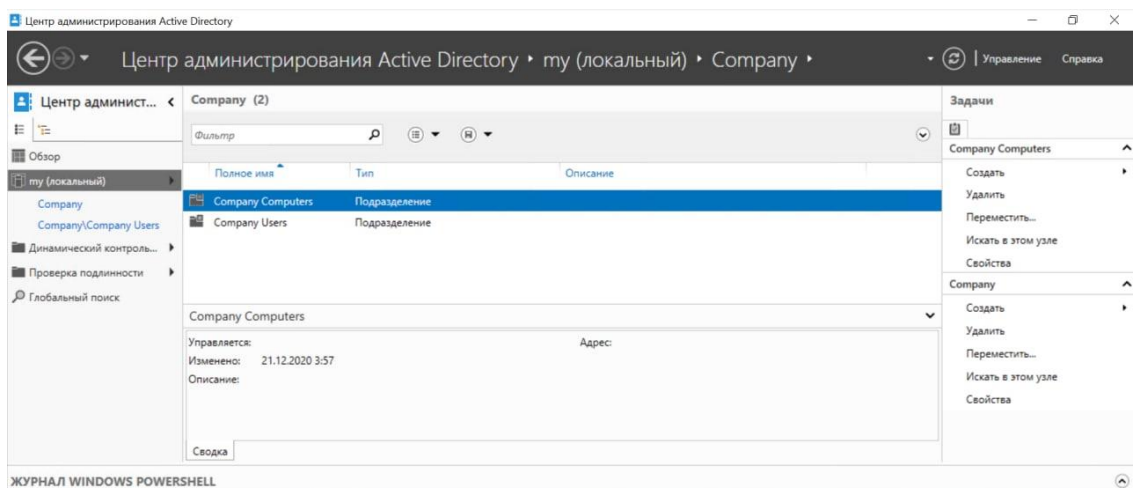 Центр администрирования Active Directory
Центр администрирования Active Directory • my (локальный) • Company •
Управление Справка
Центр админист...
Обзор
my (локальный)
Company
Company\Company Users
Динамический контроль...
Проверка подлинности
Глобальный поиск
Company (2)
Фильтр
Полное имя Тип Описание
Company Computers Подразделение
Company Users Подразделение
Company Computers
Управляется: Адрес:
Изменено: 21.12.2020 3:57
Описание:
Сводка
Задачи
Company Computers
Создать
Удалить
Переместить...
Искать в этом узле
Свойства
Company
Создать
Удалить
Переместить...
Искать в этом узле
Свойства
ЖУРНАЛ WINDOWS POWERSHELL